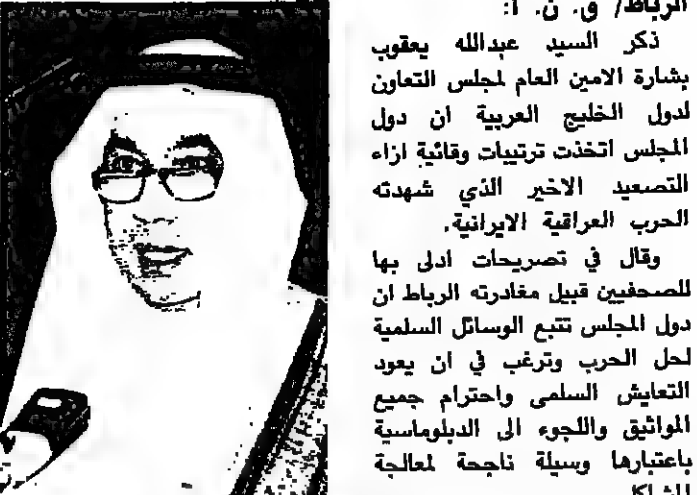 الرباط/ ق. ن. ا:
ذكر السيد عبدالله يعقوب
بشارة الامين العام لمجلس التعاون
لدول الخليج العربية ان دول
المجلس اتخذت ترتيبات وقائية ازاء
التصعيد الاخير الذي شهدته
الحرب العراقية الايرانية.
وقال في تصريحات ادلى بها
للصحفيين قبيل مغادرته الرباط ان
دول المجلس تتبع الوسائل السلمية
لحل الحرب وترغب في ان يعود
التعايش السلمى واحترام جميع
المواثيق واللجوء الى الدبلوماسية
باعتبارها وسيلة ناجحة لمعالجة